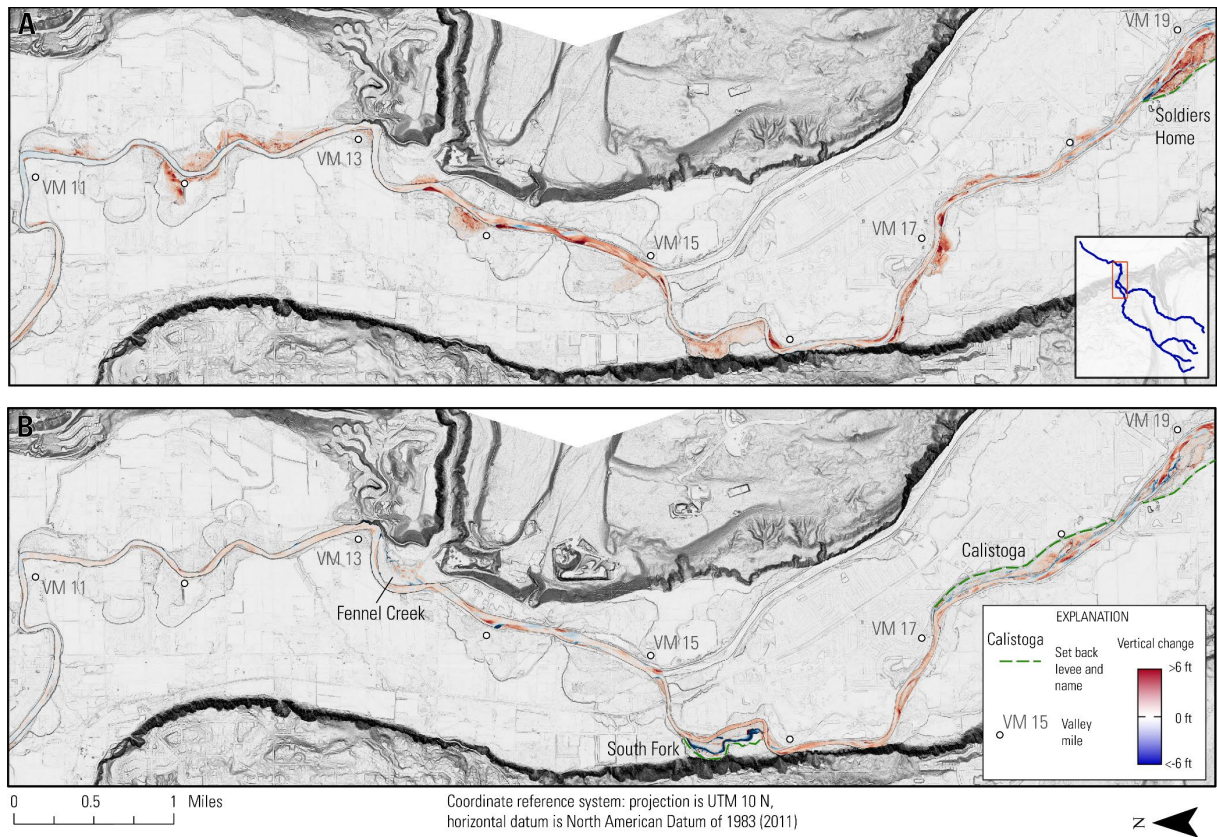 A
VM 19
Soldiers
Home
VM 13
VM 11
VM 15
VM 17
B
VM 19
Calistoga
VM 13
VM 11
Fennel Creek
VM 15
VM 17
South Fork
EXPLANATION
Calistoga
Set back
levee and
name
VM 15
Valley
mile
Vertical change
>6 ft
0 ft
<-6 ft
0 0.5 1 Miles
Coordinate reference system: projection is UTM 10 N,
horizontal datum is North American Datum of 1983 (2011)
N